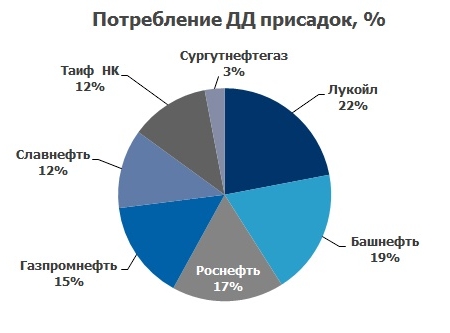 Потребление ДД присадок, %
Сургутнефтегаз
3%
Лукойл
22%
Башнефть
19%
Роснефть
17%
Газпромнефть
15%
Славнефть
12%
Таиф НК
12%